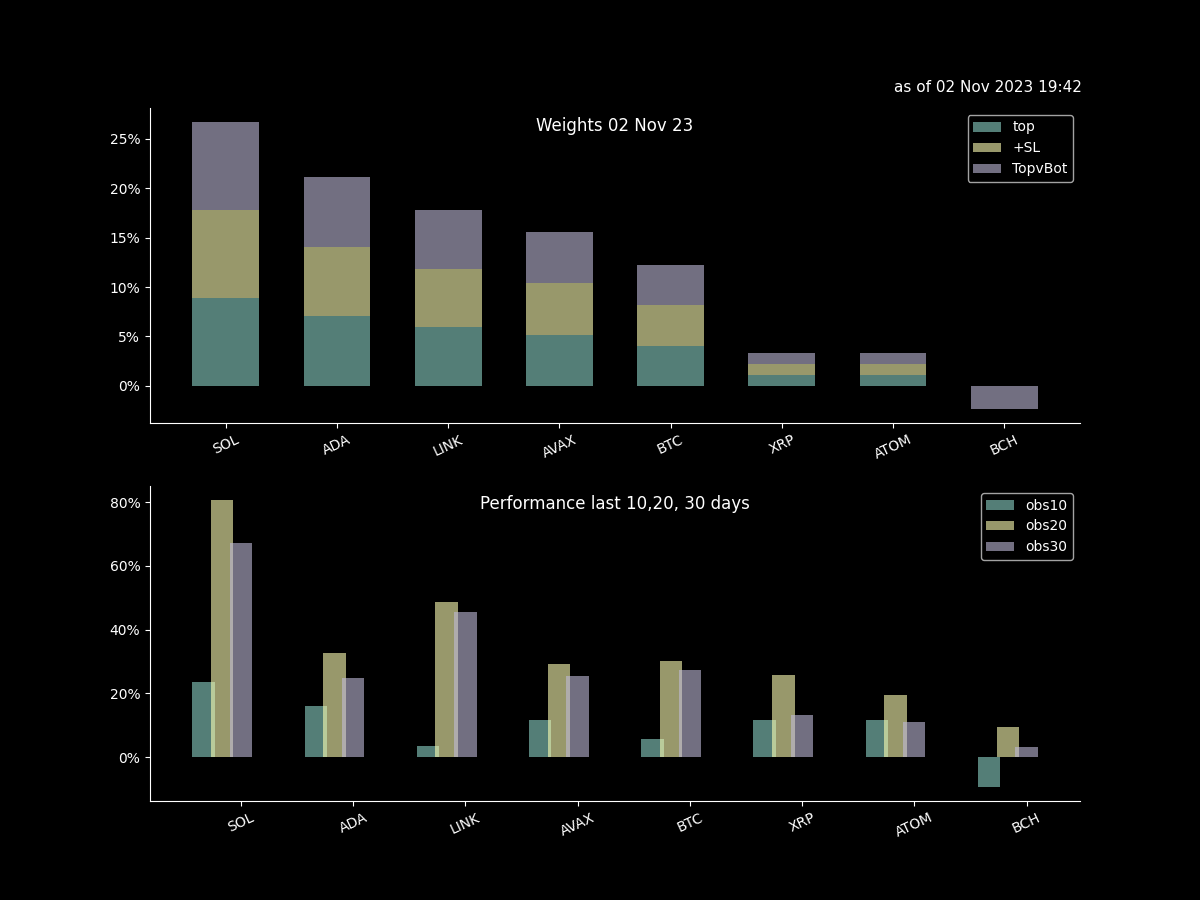 as of 02 Nov 2023 19:42
Weights 02 Nov 23
top
+SL
TopvBot
25%
20%
15%
10%
5%
0%
SOL ADA LINK AVAX BTC XRP ATOM BCH
Performance last 10,20, 30 days
obs10
obs20
obs30
80%
60%
40%
20%
0%
SOL ADA LINK AVAX BTC XRP ATOM BCH